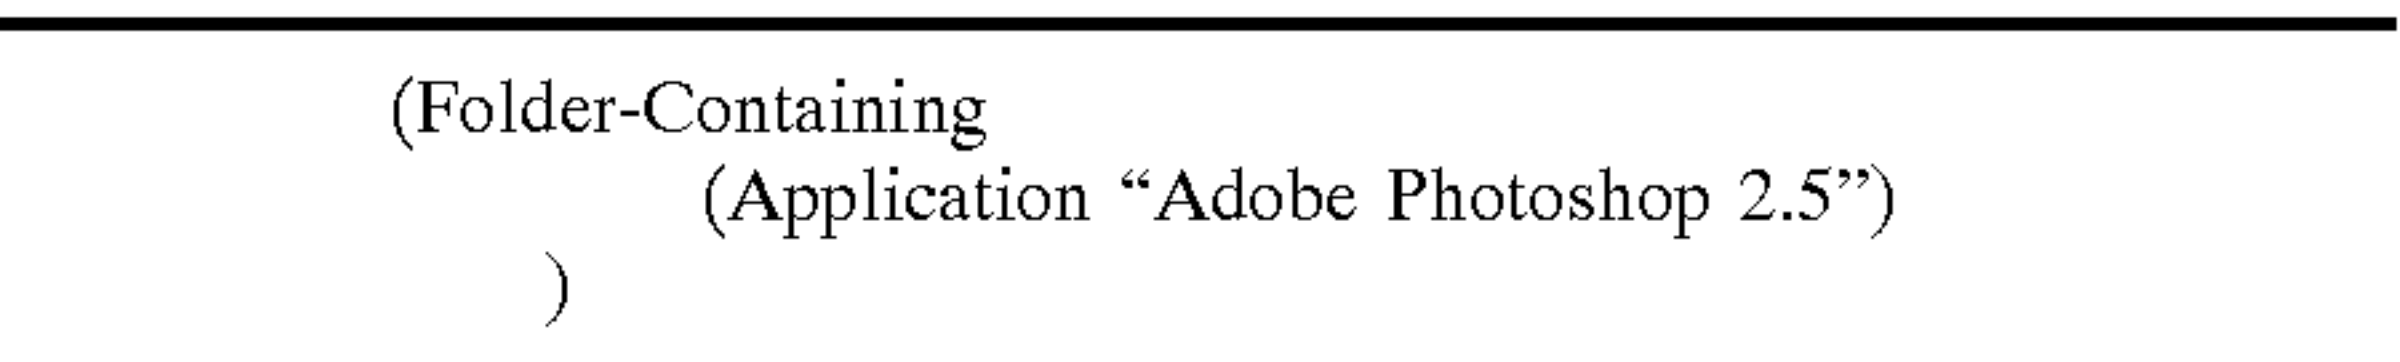 (Folder-Containing
(Application “Adobe Photoshop 2.5”)
)